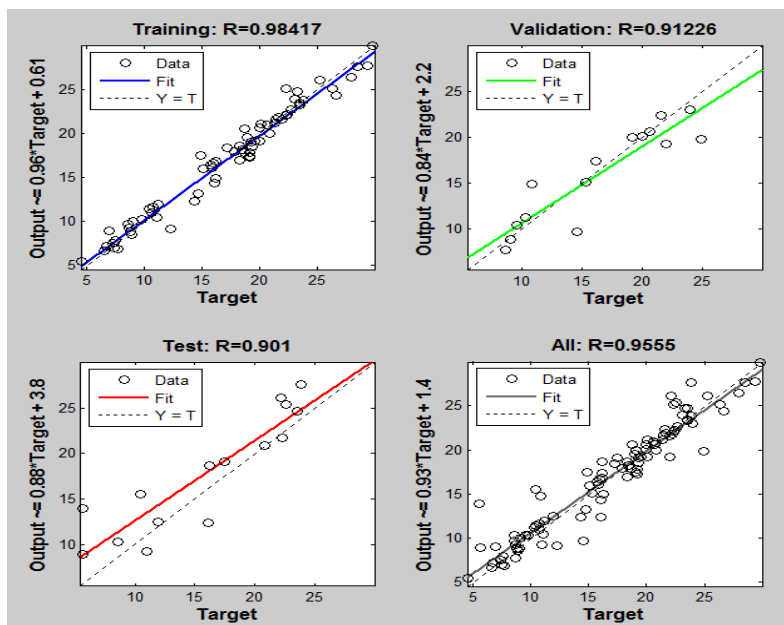 Training: R=0.98417
Output ~= 0.96*Target + 0.61
Data
Fit
Y = T
30
25
20
15
10
5
5
10
15
20
25
Target
Validation: R=0.91226
Output ~= 0.84*Target + 2.2
Data
Fit
Y = T
30
25
20
15
10
10
15
20
25
Target
Test: R=0.901
Output ~= 0.88*Target + 3.8
Data
Fit
Y = T
25
20
15
10
10
15
20
25
Target
All: R=0.9555
Output ~= 0.93*Target + 1.4
Data
Fit
Y = T
30
25
20
15
10
5
5
10
15
20
25
Target